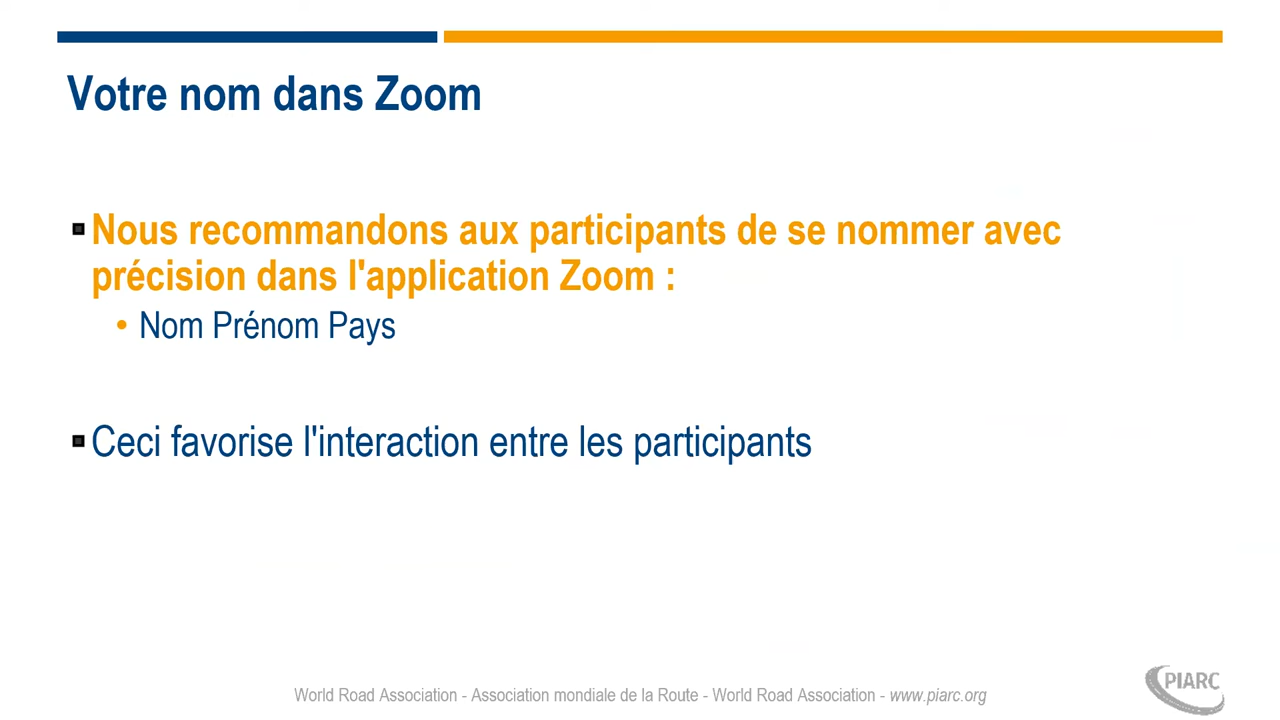 Votre nom dans Zoom
Nous recommandons aux participants de se nommer avec
précision dans l'application Zoom :
Nom Prénom Pays
Ceci favorise l'interaction entre les participants
World Road Association - Association mondiale de la Route - World Road Association - www.piarc.org
PIARC